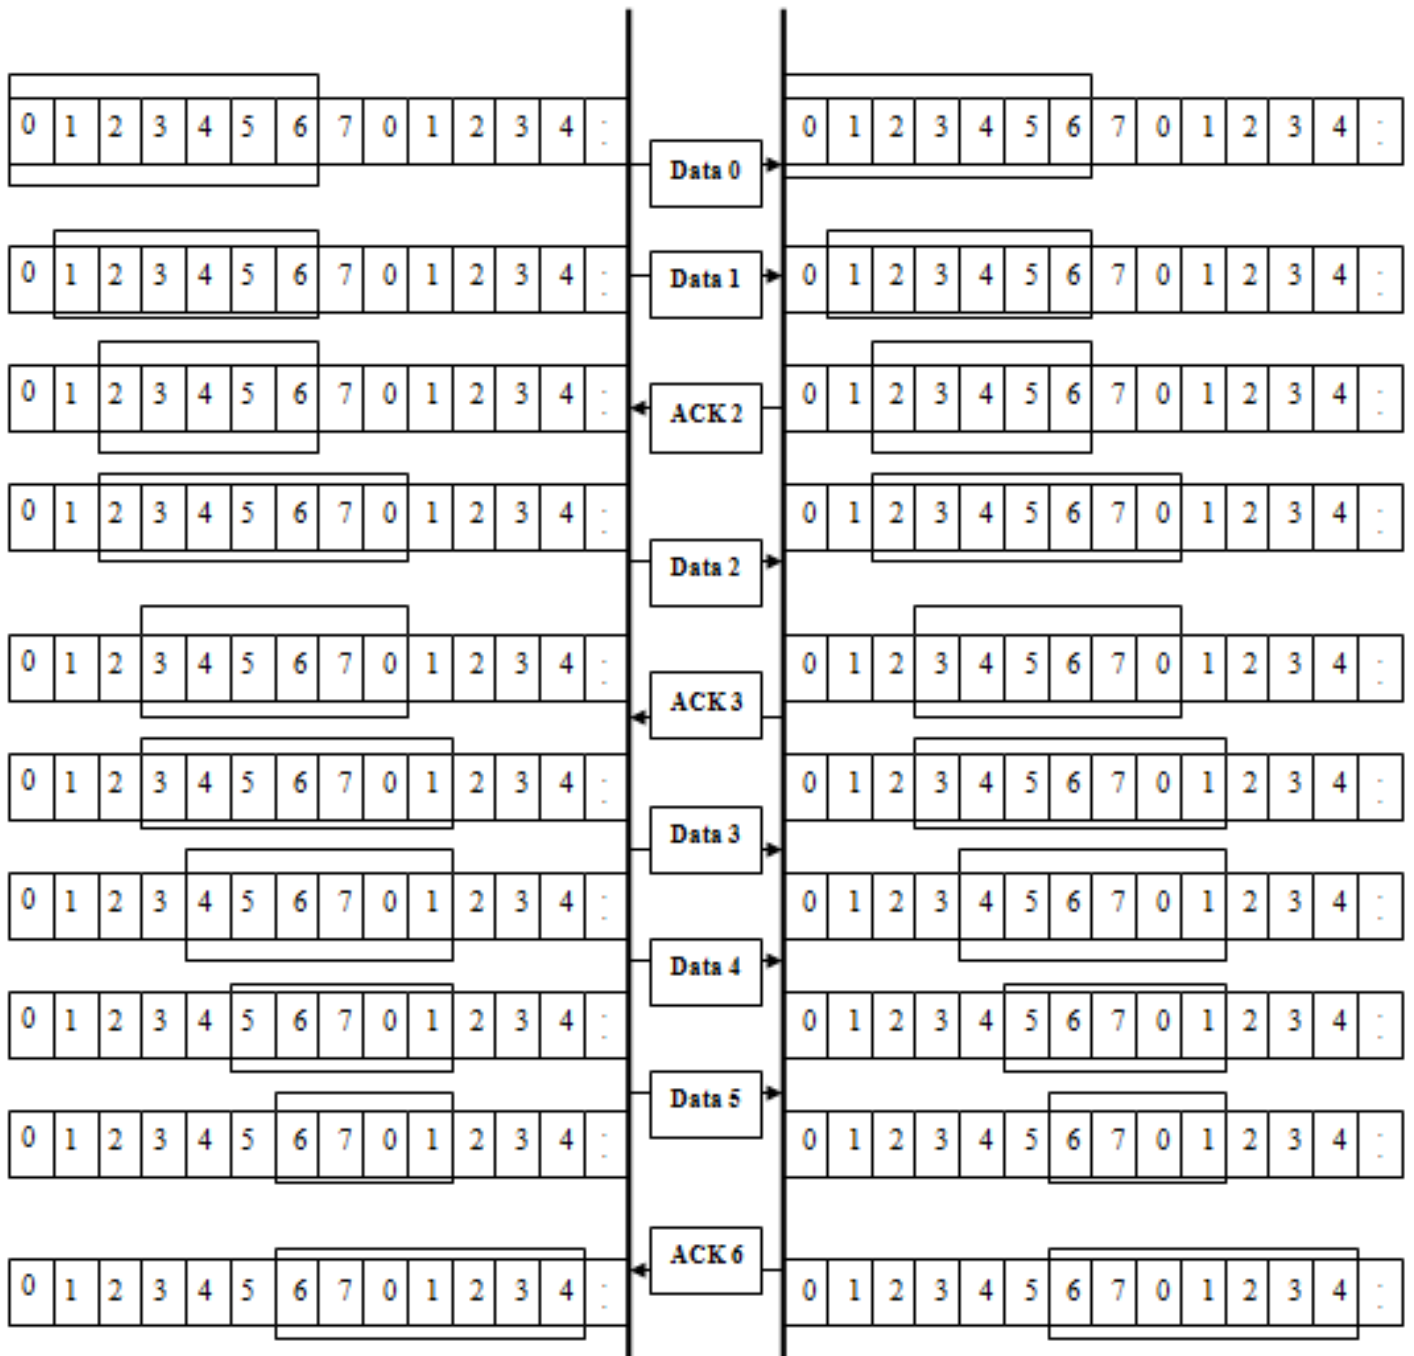 0 1 2 3 4 5 6 7 0 1 2 3 4 : 0 1 2 3 4 5 6 7 0 1 2 3 4 :
Data 0
0 1 2 3 4 5 6 7 0 1 2 3 4 : Data 1 0 1 2 3 4 5 6 7 0 1 2 3 4 :
0 1 2 3 4 5 6 7 0 1 2 3 4 : ACK 2 0 1 2 3 4 5 6 7 0 1 2 3 4 :
0 1 2 3 4 5 6 7 0 1 2 3 4 : 0 1 2 3 4 5 6 7 0 1 2 3 4 :
Data 2
0 1 2 3 4 5 6 7 0 1 2 3 4 : 0 1 2 3 4 5 6 7 0 1 2 3 4 :
ACK 3
0 1 2 3 4 5 6 7 0 1 2 3 4 : 0 1 2 3 4 5 6 7 0 1 2 3 4 :
Data 3
0 1 2 3 4 5 6 7 0 1 2 3 4 : 0 1 2 3 4 5 6 7 0 1 2 3 4 :
Data 4
0 1 2 3 4 5 6 7 0 1 2 3 4 : 0 1 2 3 4 5 6 7 0 1 2 3 4 :
Data 5
0 1 2 3 4 5 6 7 0 1 2 3 4 : 0 1 2 3 4 5 6 7 0 1 2 3 4 :
ACK 6
0 1 2 3 4 5 6 7 0 1 2 3 4 : 0 1 2 3 4 5 6 7 0 1 2 3 4 :